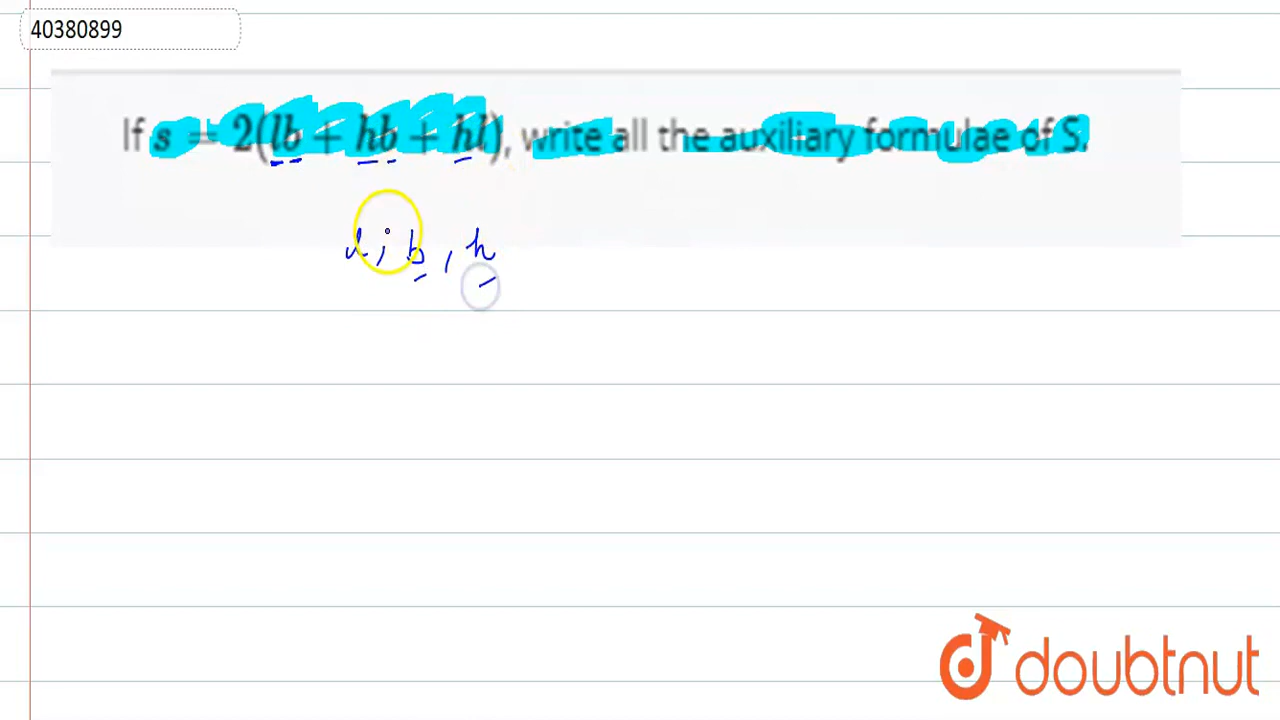 40380899
If s = 2(lb + hb + hl), write all the auxiliary formulae of S.
l, b, h
doubtnut